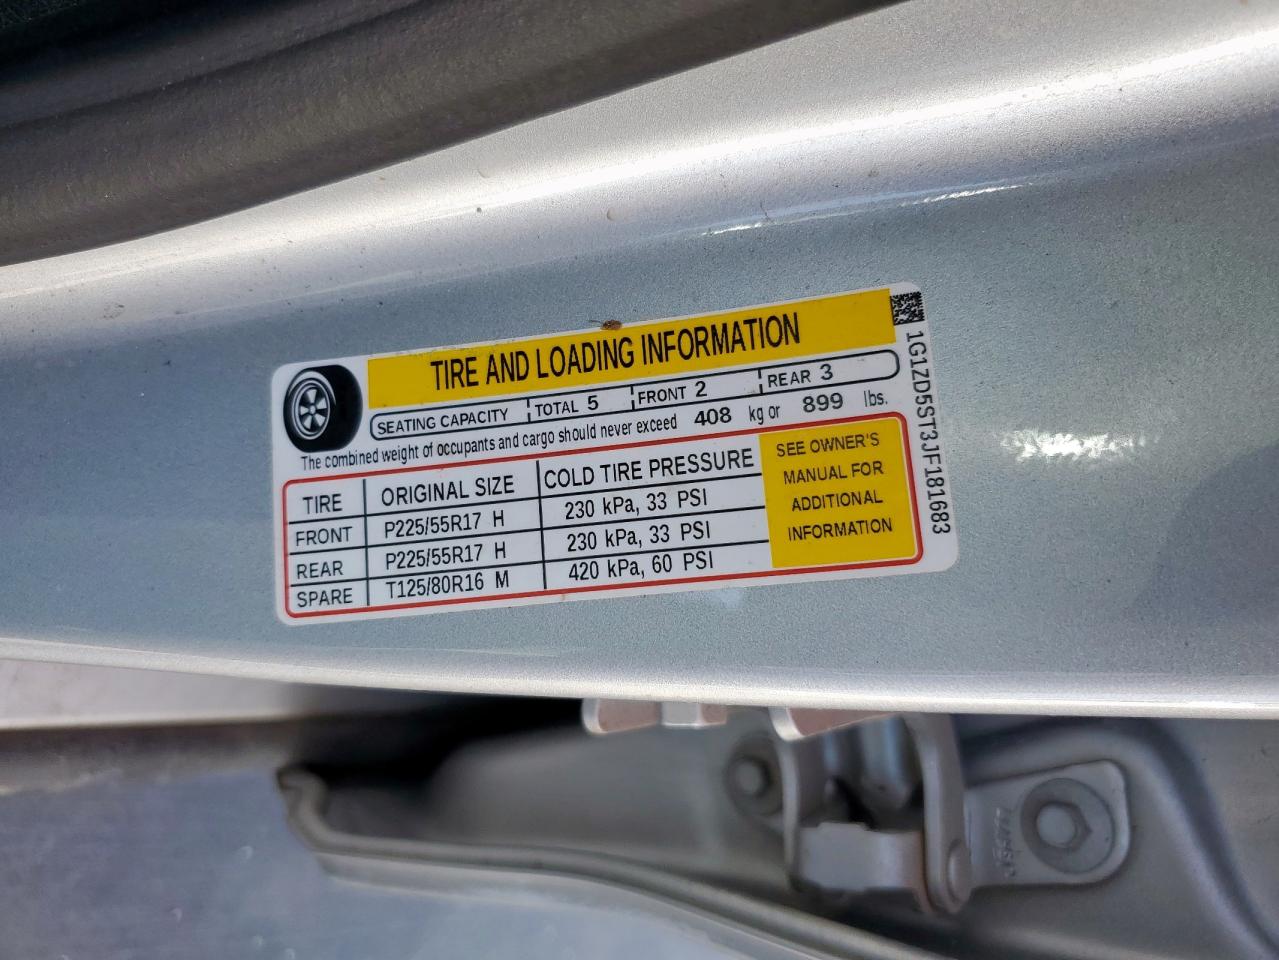 TIRE AND LOADING INFORMATION
SEATING CAPACITY TOTAL 5 FRONT 2 REAR 3
The combined weight of occupants and cargo should never exceed 408 kg or 899 lbs.
TIRE ORIGINAL SIZE COLD TIRE PRESSURE
FRONT P225/55R17 H 230 kPa, 33 PSI
REAR P225/55R17 H 230 kPa, 33 PSI
SPARE T125/80R16 M 420 kPa, 60 PSI
SEE OWNER'S
MANUAL FOR
ADDITIONAL
INFORMATION
1G1ZD5ST3JF181683